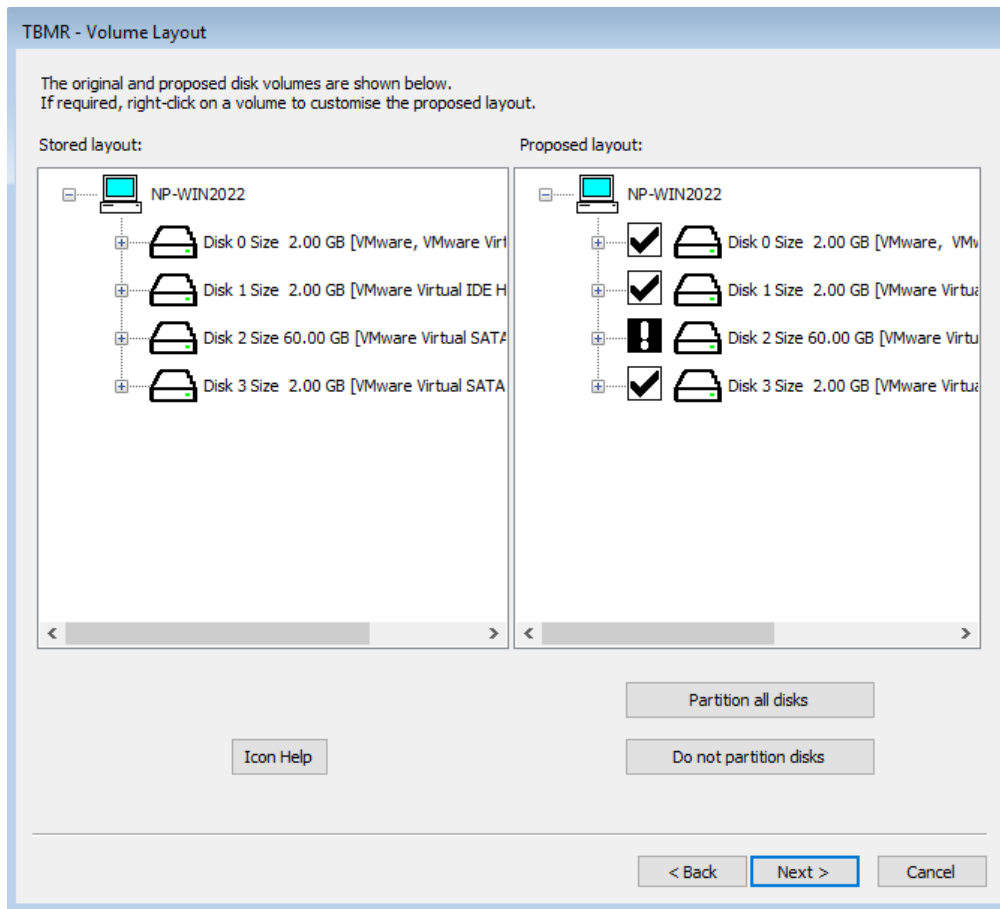 TBMR - Volume Layout
The original and proposed disk volumes are shown below.
If required, right-click on a volume to customise the proposed layout.
Stored layout:
NP-WIN2022
Disk 0 Size 2.00 GB [VMware, VMware Virt
Disk 1 Size 2.00 GB [VMware Virtual IDE H
Disk 2 Size 60.00 GB [VMware Virtual SATA
Disk 3 Size 2.00 GB [VMware Virtual SATA
Proposed layout:
NP-WIN2022
Disk 0 Size 2.00 GB [VMware, VMw
Disk 1 Size 2.00 GB [VMware Virtua
Disk 2 Size 60.00 GB [VMware Virtu
Disk 3 Size 2.00 GB [VMware Virtua
Partition all disks
Icon Help
Do not partition disks
< Back
Next >
Cancel